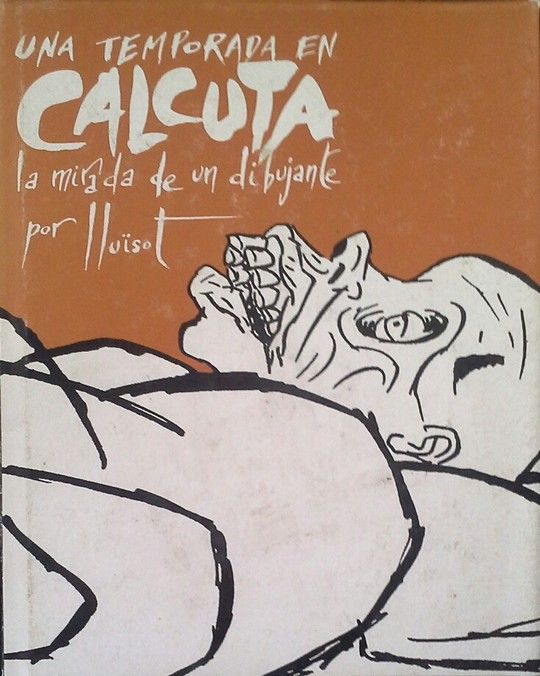 UNA TEMPORADA EN
CALCUTA
la mirada de un dibujante
por lluïsot